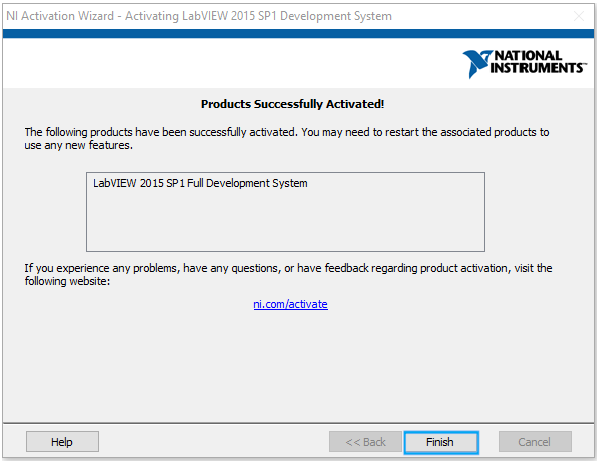 NI Activation Wizard - Activating LabVIEW 2015 SP1 Development System
NATIONAL
INSTRUMENTS™
Products Successfully Activated!
The following products have been successfully activated. You may need to restart the associated products to
use any new features.
LabVIEW 2015 SP1 Full Development System
If you experience any problems, have any questions, or have feedback regarding product activation, visit the
following website:
ni.com/activate
Help
<< Back
Finish
Cancel